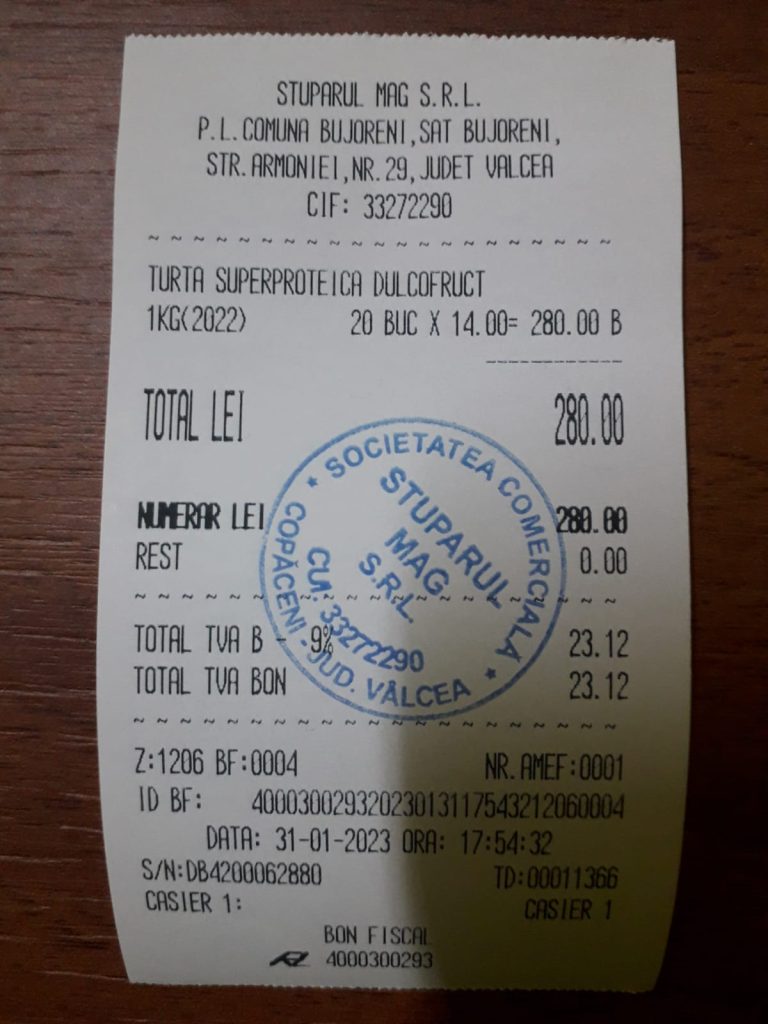 STUPARUL MAG S.R.L.
P.L.COMUNA BUJORENI,SAT BUJORENI,
STR.ARMONIEI,NR.29,JUDET VALCEA
CIF: 33272290
~ ~ ~ ~ ~ ~ ~ ~ ~ ~ ~ ~ ~ ~ ~ ~ ~ ~ ~ ~ ~
TURTA SUPERPROTEICA DULCOFRUCT
1KG(2022) 20 BUC X 14.00= 280.00 B
------------
TOTAL LEI 280.00
NUMERAR LEI 280.00
REST 0.00
~ ~ ~ ~ ~ ~ ~ ~ ~ ~ ~ ~ ~ ~ ~ ~ ~ ~ ~ ~ ~
TOTAL TVA B - 9% 23.12
TOTAL TVA BON 23.12
~ ~ ~ ~ ~ ~ ~ ~ ~ ~ ~ ~ ~ ~ ~ ~ ~ ~ ~ ~ ~
Z:1206 BF:0004 NR.AMEF:0001
ID BF: 40003002932023013117543212060004
DATA: 31-01-2023 ORA: 17:54:32
S/N:DB4200062880 TD:00011366
CASIER 1: CASIER 1
BON FISCAL
4000300293
* SOCIETATEA COMERCIALĂ *
COPĂCENI - JUD. VÂLCEA
STUPARUL
MAG
S.R.L.
CUI. 33272290